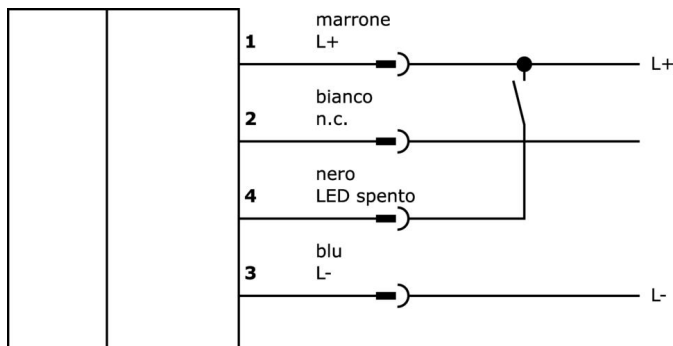 marrone
1 L+
L+
bianco
2 n.c.
nero
4 LED spento
blu
3 L-
L-